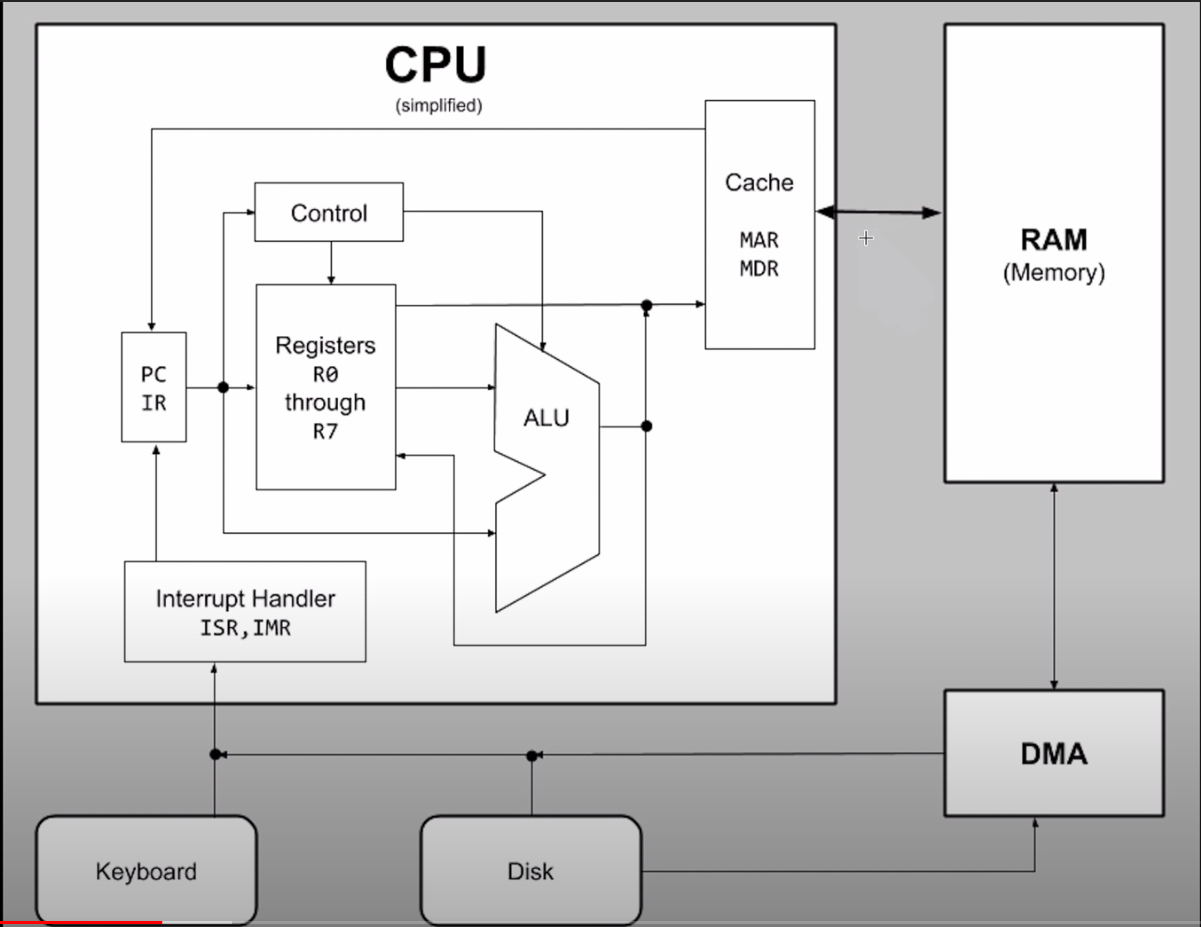 CPU
(simplified)
Cache
MAR
MDR
Control
RAM
(Memory)
Registers
R0
through
R7
PC
IR
ALU
Interrupt Handler
ISR,IMR
DMA
Keyboard
Disk